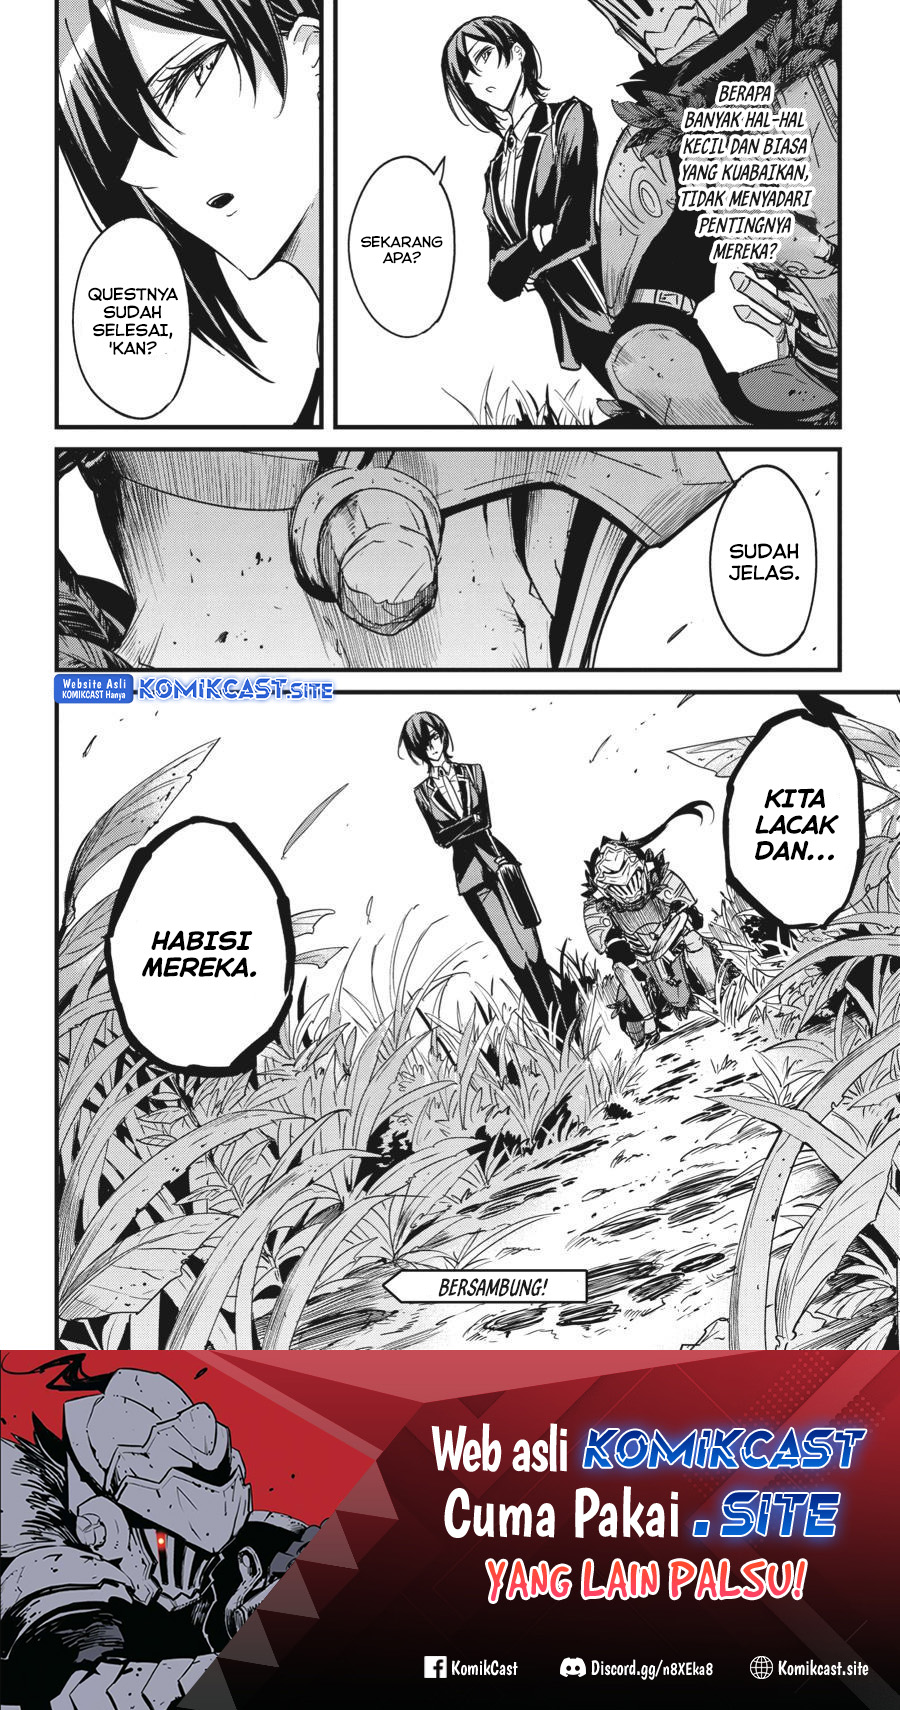 BERAPA
BANYAK HAL-HAL
KECIL DAN BIASA
YANG KUABAIKAN,
TIDAK MENYADARI
PENTINGNYA
MEREKA?
SEKARANG
APA?
QUESTNYA
SUDAH
SELESAI,
'KAN?
SUDAH
JELAS.
Website Asli
KOMIKCAST Hanya
KOMIKCAST.SITE
KITA
LACAK
DAN...
HABISI
MEREKA.
BERSAMBUNG!
Web asli KOMIKCAST
Cuma Pakai .SITE
YANG LAIN PALSU!
KomikCast
Discord.gg/n8XEka8
Komikcast.site